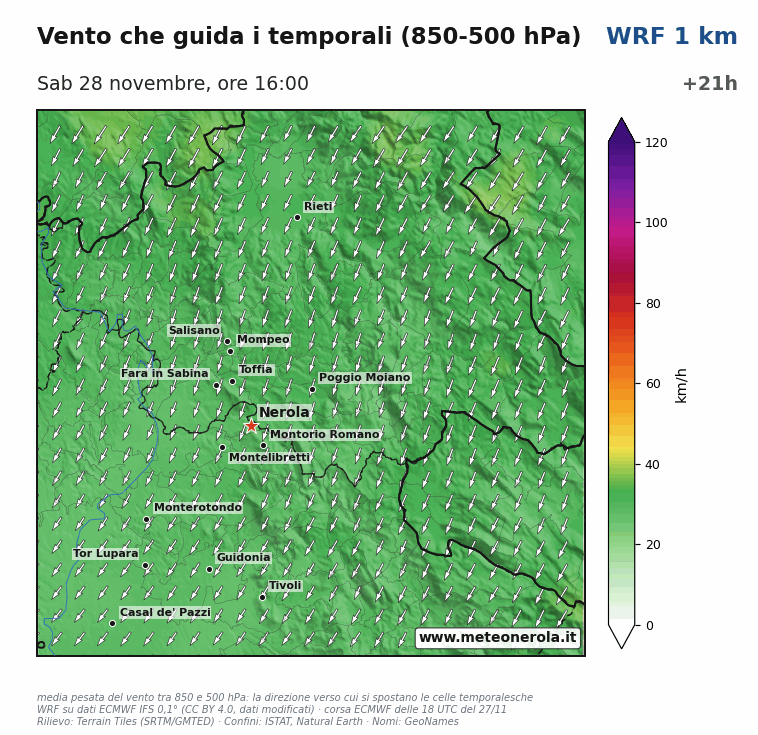 Vento che guida i temporali (850-500 hPa) WRF 1 km
Sab 28 novembre, ore 16:00 +21h
Rieti
Salisano
Mompeo
Toffia
Fara in Sabina
Poggio Moiano
Nerola
Montorio Romano
Montelibretti
Monterotondo
Tor Lupara
Guidonia
Tivoli
Casal de' Pazzi
www.meteonerola.it
120
100
80
60
40
20
0
km/h
media pesata del vento tra 850 e 500 hPa: la direzione verso cui si spostano le celle temporalesche
WRF su dati ECMWF IFS 0,1° (CC BY 4.0, dati modificati) · corsa ECMWF delle 18 UTC del 27/11
Rilievo: Terrain Tiles (SRTM/GMTED) · Confini: ISTAT, Natural Earth · Nomi: GeoNames